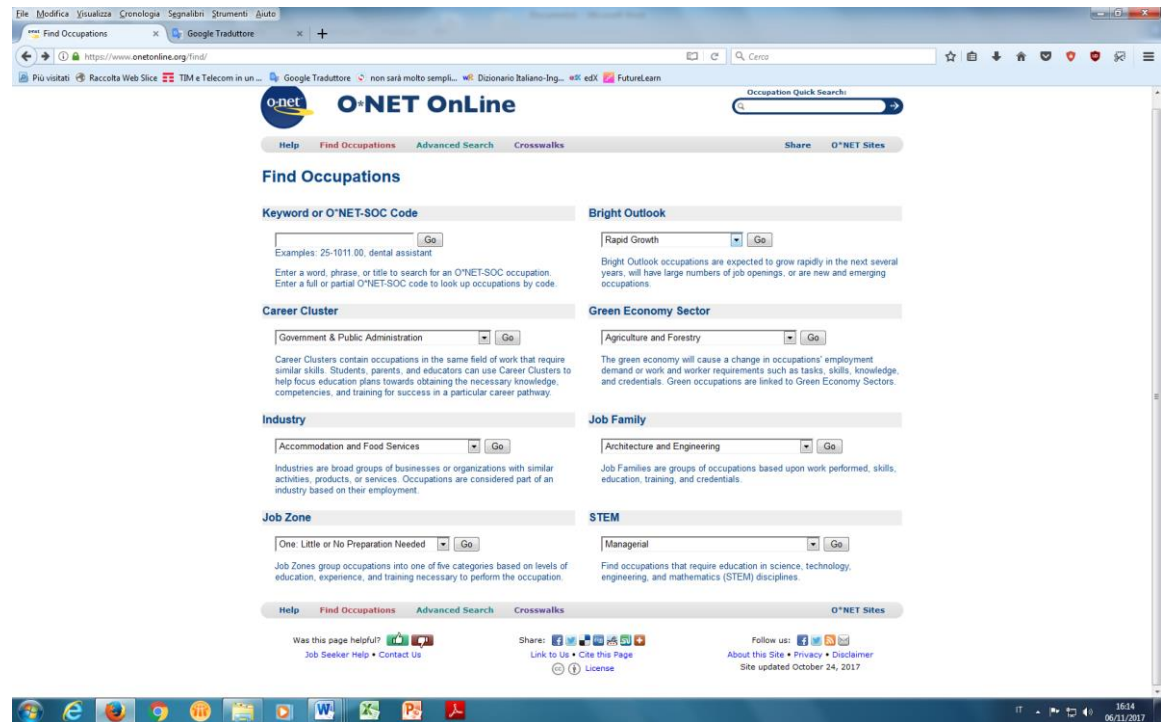 File Modifica Visualizza Cronologia Segnalibri Strumenti Aiuto
Find Occupations
Google Traduttore
https://www.onetonline.org/find/
Cerca
Più visitati Raccolta Web Slice TIM e Telecom in un ... Google Traduttore non sarà molto sempli... Dizionario Italiano-Ing... edX FutureLearn
o·net O*NET OnLine
Occupation Quick Search:
Help Find Occupations Advanced Search Crosswalks Share O*NET Sites
Find Occupations
Keyword or O*NET-SOC Code
Go
Examples: 25-1011.00, dental assistant
Enter a word, phrase, or title to search for an O*NET-SOC occupation.
Enter a full or partial O*NET-SOC code to look up occupations by code.
Bright Outlook
Rapid Growth Go
Bright Outlook occupations are expected to grow rapidly in the next several
years, will have large numbers of job openings, or are new and emerging
occupations.
Career Cluster
Government & Public Administration Go
Career Clusters contain occupations in the same field of work that require
similar skills. Students, parents, and educators can use Career Clusters to
help focus education plans towards obtaining the necessary knowledge,
competencies, and training for success in a particular career pathway.
Green Economy Sector
Agriculture and Forestry Go
The green economy will cause a change in occupations' employment
demand or work and worker requirements such as tasks, skills, knowledge,
and credentials. Green occupations are linked to Green Economy Sectors.
Industry
Accommodation and Food Services Go
Industries are broad groups of businesses or organizations with similar
activities, products, or services. Occupations are considered part of an
industry based on their employment.
Job Family
Architecture and Engineering Go
Job Families are groups of occupations based upon work performed, skills,
education, training, and credentials.
Job Zone
One: Little or No Preparation Needed Go
Job Zones group occupations into one of five categories based on levels of
education, experience, and training necessary to perform the occupation.
STEM
Managerial Go
Find occupations that require education in science, technology,
engineering, and mathematics (STEM) disciplines.
Help Find Occupations Advanced Search Crosswalks O*NET Sites
Was this page helpful?
Job Seeker Help • Contact Us
Share:
Link to Us • Cite this Page
License
Follow us:
About this Site • Privacy • Disclaimer
Site updated October 24, 2017
IT
16:14
06/11/2017